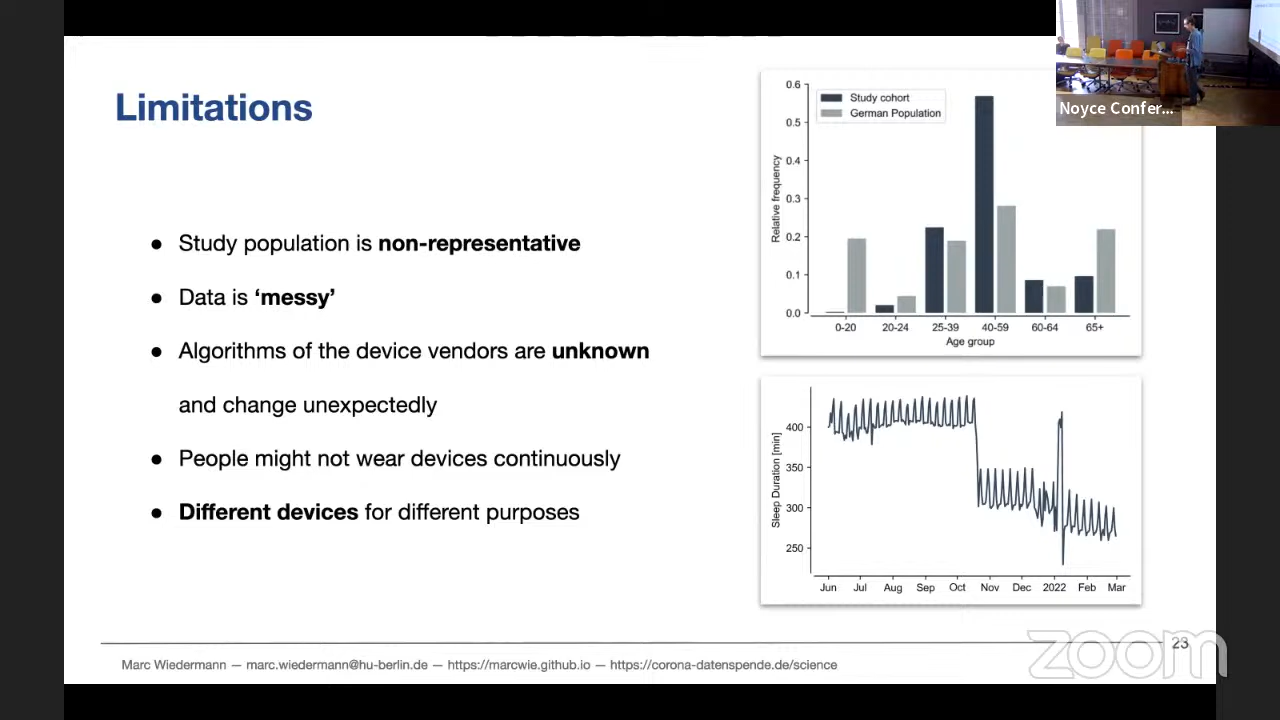 Limitations
● Study population is non-representative
● Data is ‘messy’
● Algorithms of the device vendors are unknown
and change unexpectedly
● People might not wear devices continuously
● Different devices for different purposes
0.6
0.5
0.4
0.3
0.2
0.1
0.0
Relative frequency
Study cohort
German Population
0-20 20-24 25-39 40-59 60-64 65+
Age group
Noyce Confer...
400
350
300
250
Sleep Duration [min]
Jun Jul Aug Sep Oct Nov Dec 2022 Feb Mar
Marc Wiedermann — marc.wiedermann@hu-berlin.de — https://marcwie.github.io — https://corona-datenspende.de/science
23
zoom